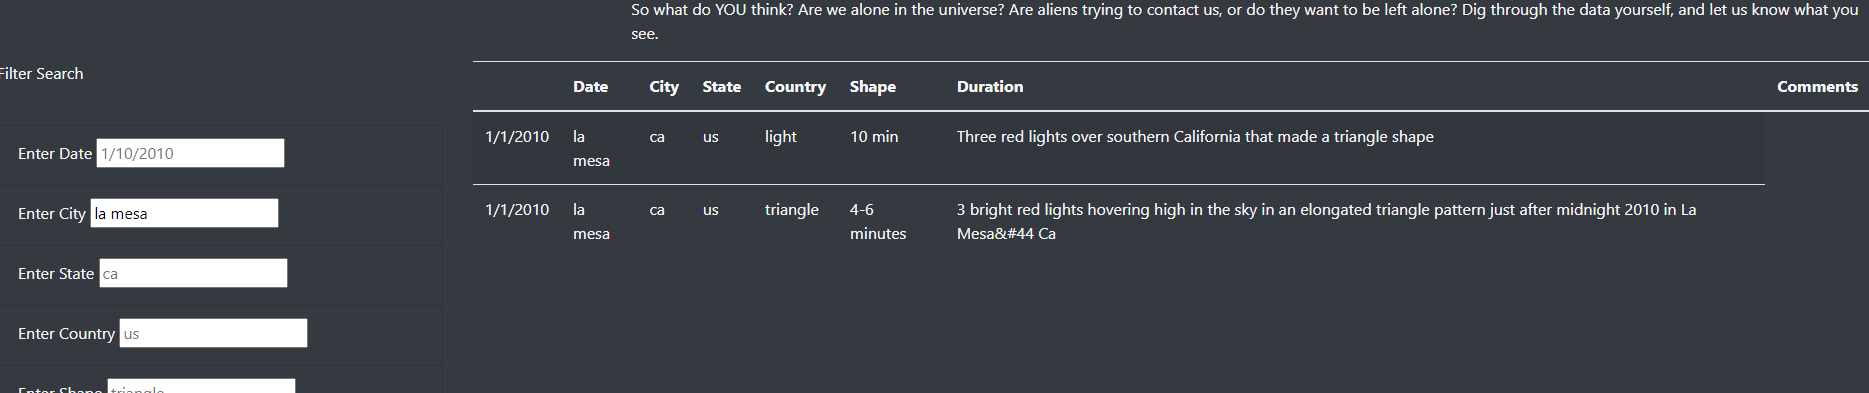 So what do YOU think? Are we alone in the universe? Are aliens trying to contact us, or do they want to be left alone? Dig through the data yourself, and let us know what you
see.
Filter Search
Enter Date 1/10/2010
Enter City la mesa
Enter State ca
Enter Country us
Enter Shape triangle
Date City State Country Shape Duration Comments
1/1/2010 la ca us light 10 min Three red lights over southern California that made a triangle shape
mesa
1/1/2010 la ca us triangle 4-6 3 bright red lights hovering high in the sky in an elongated triangle pattern just after midnight 2010 in La
mesa minutes Mesa&#44 Ca